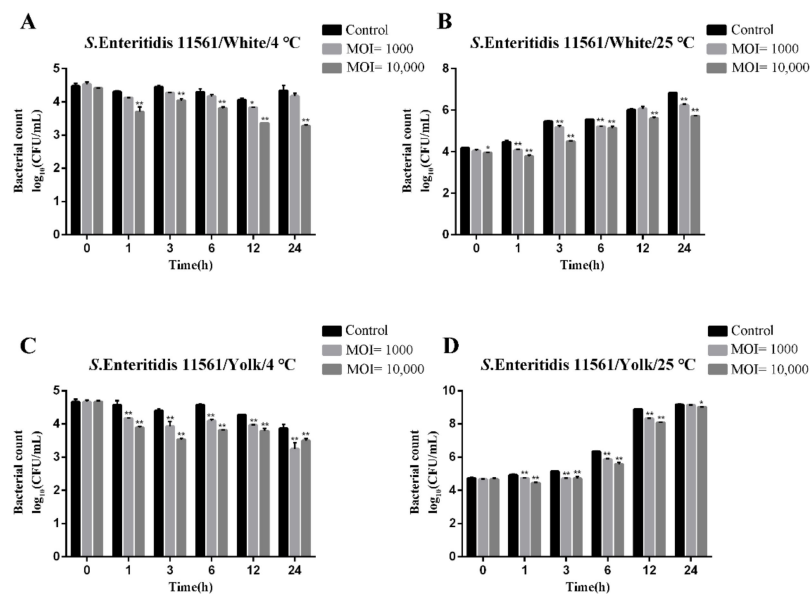 A
S.Enteritidis 11561/White/4 °C
Control
MOI= 1000
MOI= 10,000
Bacterial count
log10(CFU/mL)
5
4
3
2
1
0
** ** ** * ** **
0 1 3 6 12 24
Time(h)
B
S.Enteritidis 11561/White/25 °C
Control
MOI= 1000
MOI= 10,000
Bacterial count
log10(CFU/mL)
8
6
4
2
0
* ** ** ** ** ** ** ** ** **
0 1 3 6 12 24
Time(h)
C
S.Enteritidis 11561/Yolk/4 °C
Control
MOI= 1000
MOI= 10,000
Bacterial count
log10(CFU/mL)
5
4
3
2
1
0
** ** ** ** ** ** ** ** ** **
0 1 3 6 12 24
Time(h)
D
S.Enteritidis 11561/Yolk/25 °C
Control
MOI= 1000
MOI= 10,000
Bacterial count
log10(CFU/mL)
10
8
6
4
2
0
** ** ** ** ** ** ** ** *
0 1 3 6 12 24
Time(h)